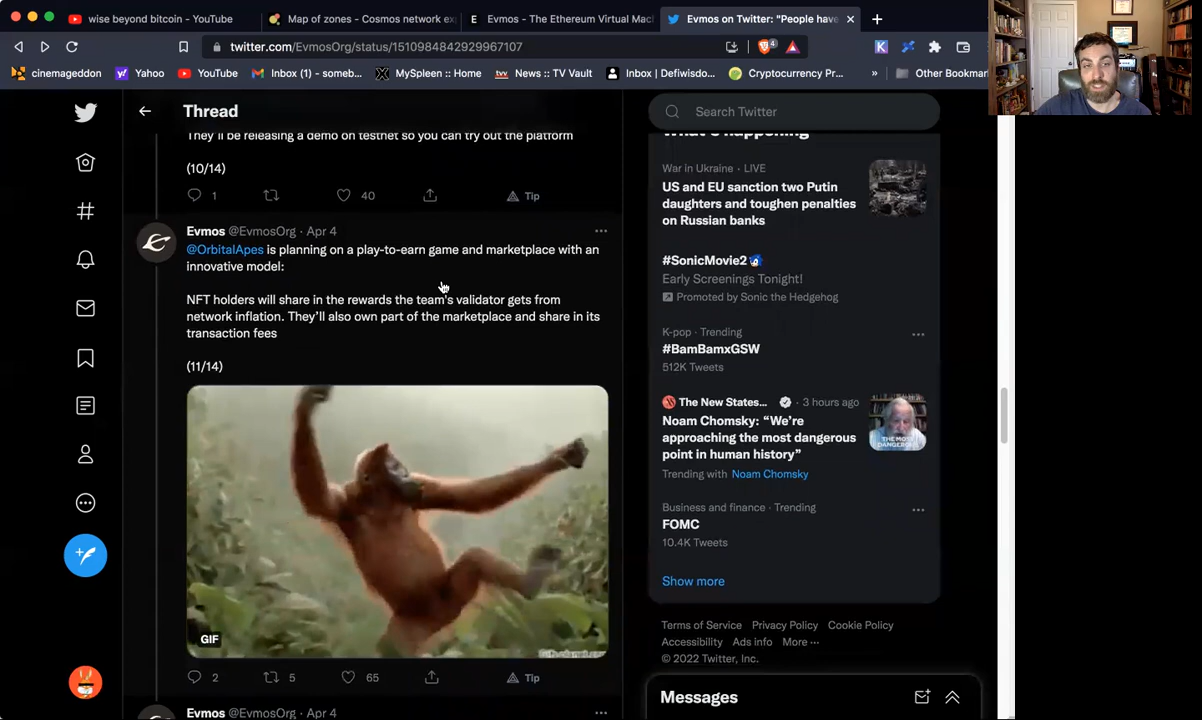 wise beyond bitcoin - YouTube
Map of zones - Cosmos network ex
Evmos - The Ethereum Virtual Mac
Evmos on Twitter: "People have
twitter.com/EvmosOrg/status/1510984842929967107
4
cinemageddon
Yahoo
YouTube
Inbox (1) - someb...
MySpleen :: Home
News :: TV Vault
Inbox | Defiwisdo...
Cryptocurrency Pr...
»
Other Bookmar
Thread
They'll be releasing a demo on testnet so you can try out the platform
(10/14)
1
40
Tip
Evmos @EvmosOrg · Apr 4
@OrbitalApes is planning on a play-to-earn game and marketplace with an
innovative model:
NFT holders will share in the rewards the team's validator gets from
network inflation. They'll also own part of the marketplace and share in its
transaction fees
(11/14)
GIF
2
5
65
Tip
Evmos @EvmosOrg · Apr 4
Search Twitter
What's happening
War in Ukraine · LIVE
US and EU sanction two Putin
daughters and toughen penalties
on Russian banks
#SonicMovie2
Early Screenings Tonight!
Promoted by Sonic the Hedgehog
K-pop · Trending
#BamBamxGSW
512K Tweets
The New States... · 3 hours ago
Noam Chomsky: "We're
approaching the most dangerous
point in human history"
Trending with Noam Chomsky
Business and finance · Trending
FOMC
10.4K Tweets
Show more
Terms of Service Privacy Policy Cookie Policy
Accessibility Ads info More ···
© 2022 Twitter, Inc.
Messages